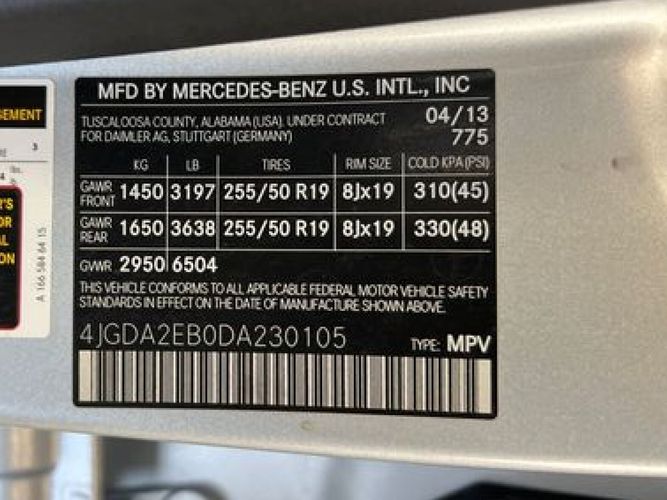 MFD BY MERCEDES-BENZ U.S. INTL., INC
TUSCALOOSA COUNTY, ALABAMA (USA). UNDER CONTRACT 04/13
FOR DAIMLER AG, STUTTGART (GERMANY) 775
KG LB TIRES RIM SIZE COLD KPA(PSI)
GAWR FRONT 1450 3197 255/50 R19 8Jx19 310(45)
GAWR REAR 1650 3638 255/50 R19 8Jx19 330(48)
GVWR 2950 6504
THIS VEHICLE CONFORMS TO ALL APPLICABLE FEDERAL MOTOR VEHICLE SAFETY
STANDARDS IN EFFECT ON THE DATE OF MANUFACTURE SHOWN ABOVE.
4JGDA2EB0DA230105 TYPE: MPV
3
lbs.
A 166 584 64 15